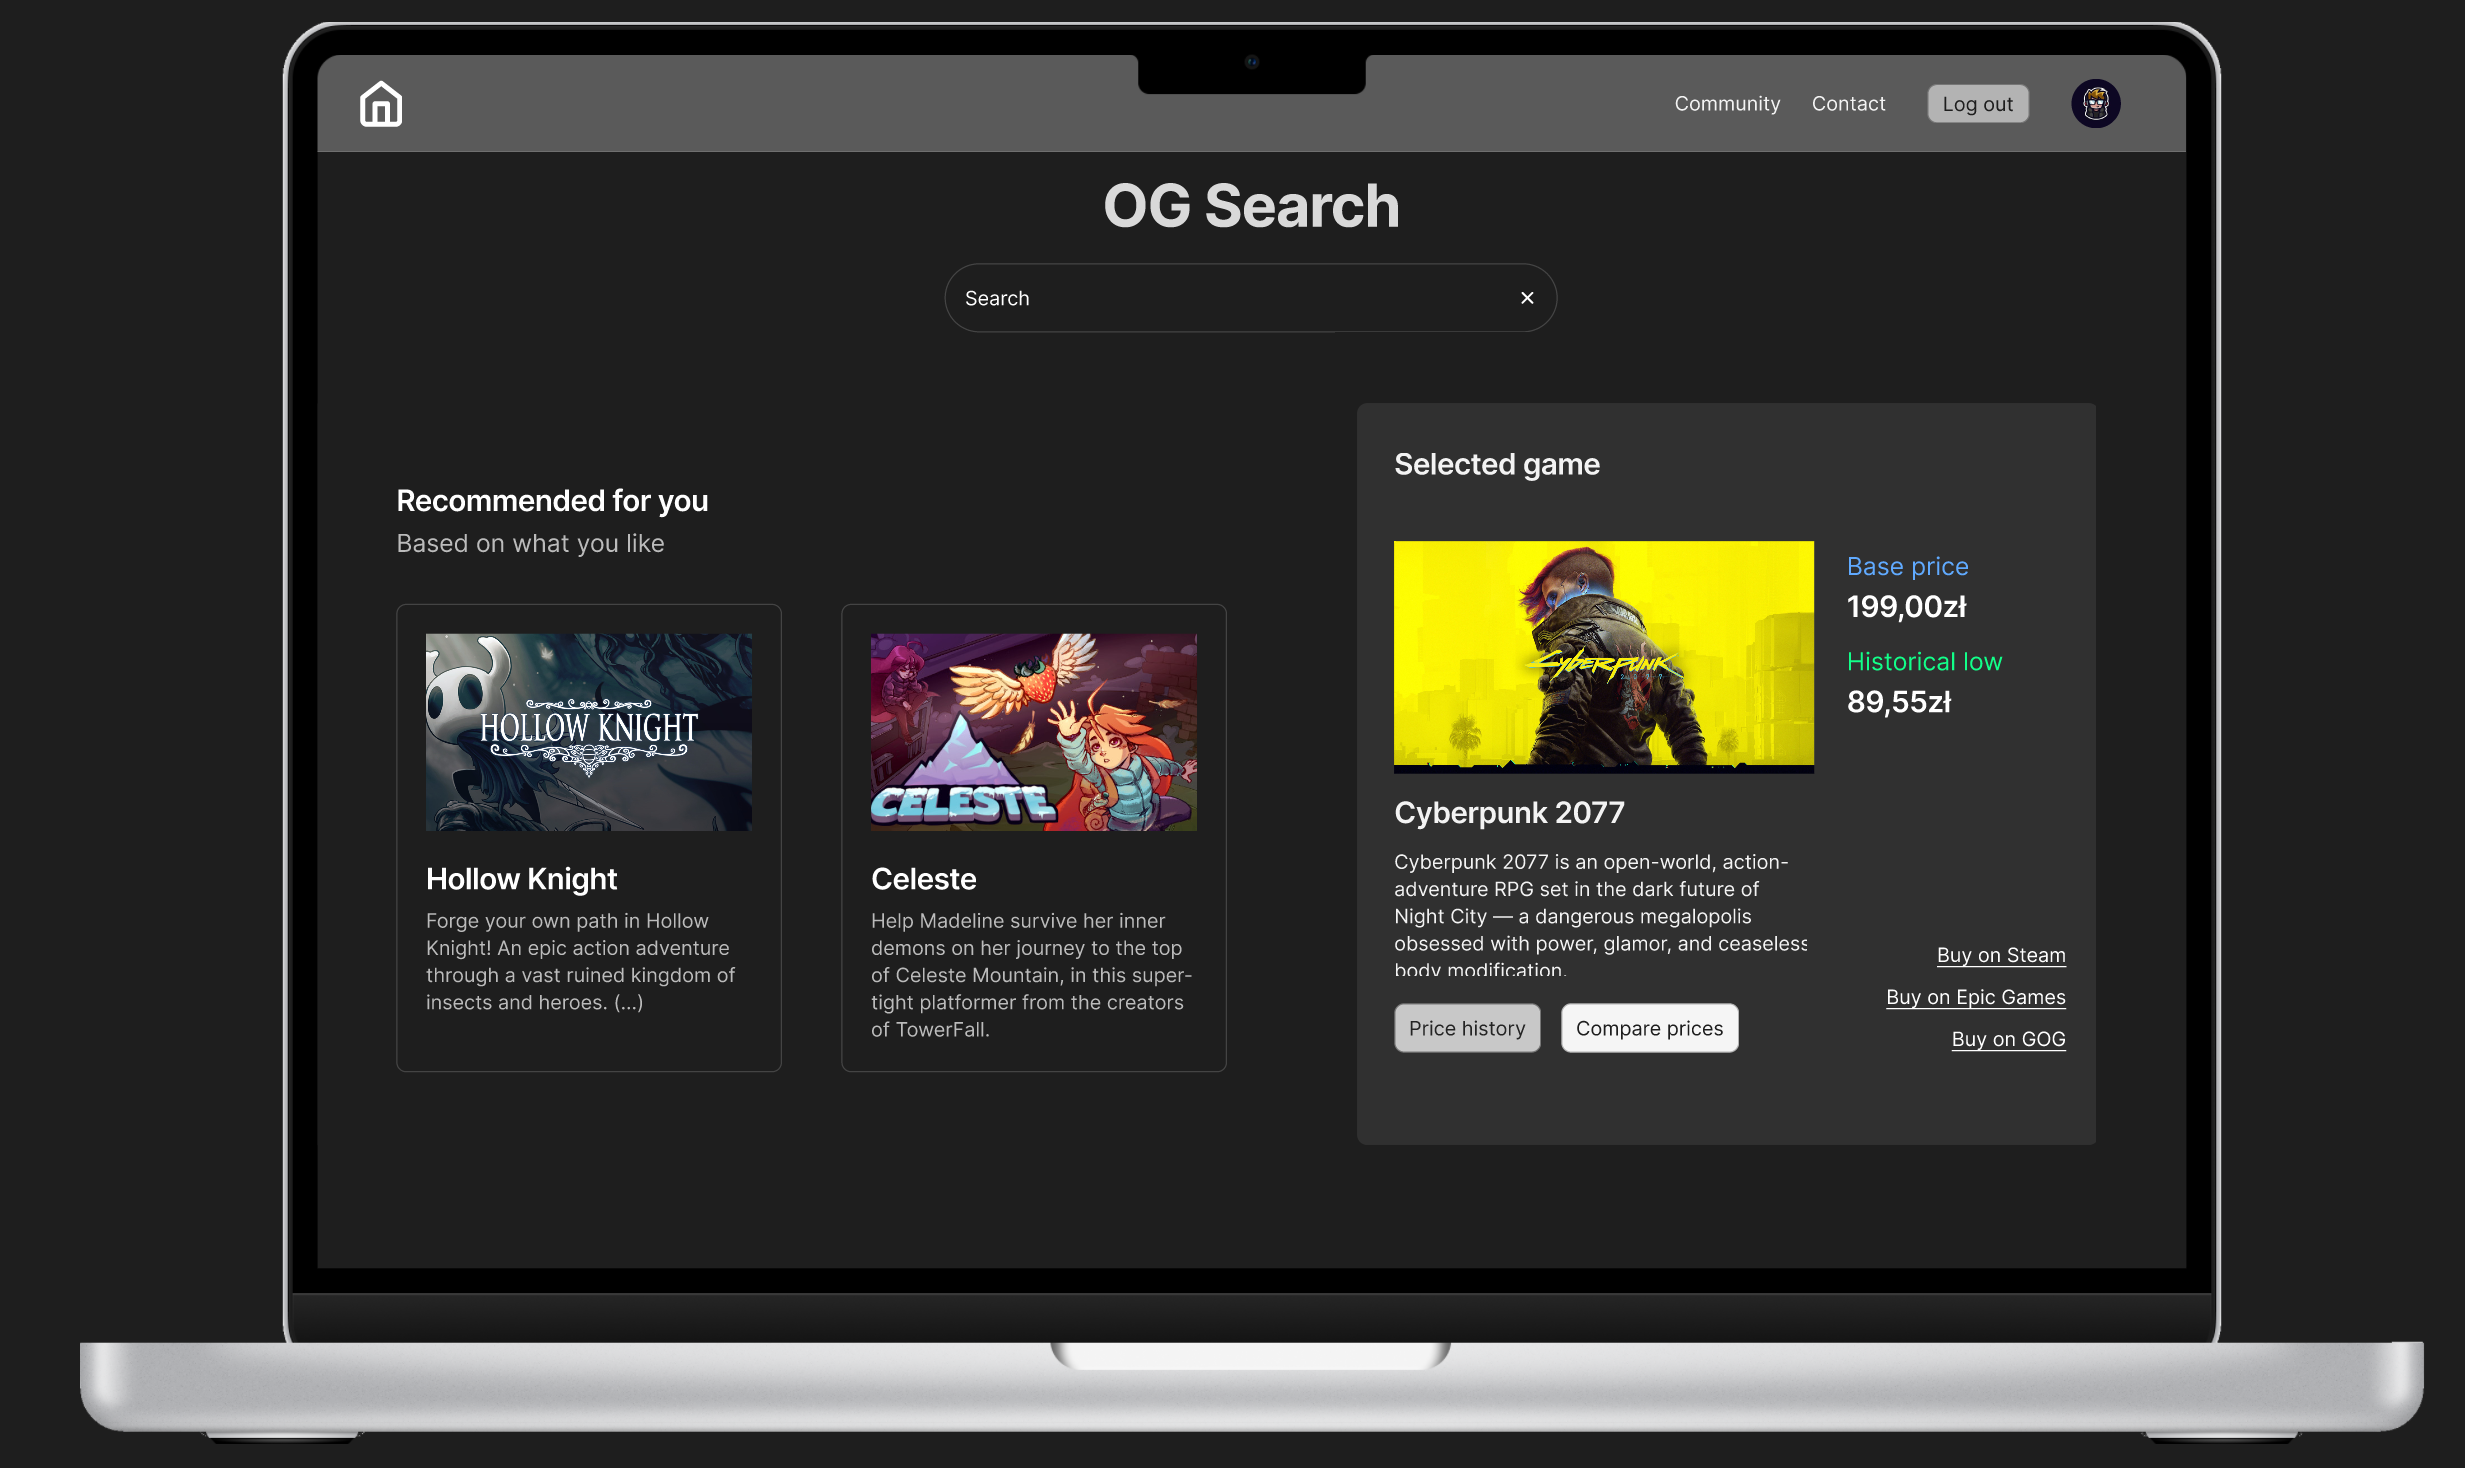 Community Contact Log out
OG Search
Search
Recommended for you
Based on what you like
HOLLOW KNIGHT
Hollow Knight
Forge your own path in Hollow
Knight! An epic action adventure
through a vast ruined kingdom of
insects and heroes. (...)
CELESTE
Celeste
Help Madeline survive her inner
demons on her journey to the top
of Celeste Mountain, in this super-
tight platformer from the creators
of TowerFall.
Selected game
Cyberpunk
2077
Base price
199,00zł
Historical low
89,55zł
Cyberpunk 2077
Cyberpunk 2077 is an open-world, action-
adventure RPG set in the dark future of
Night City — a dangerous megalopolis
obsessed with power, glamor, and ceaseless
body modification.
Price history
Compare prices
Buy on Steam
Buy on Epic Games
Buy on GOG